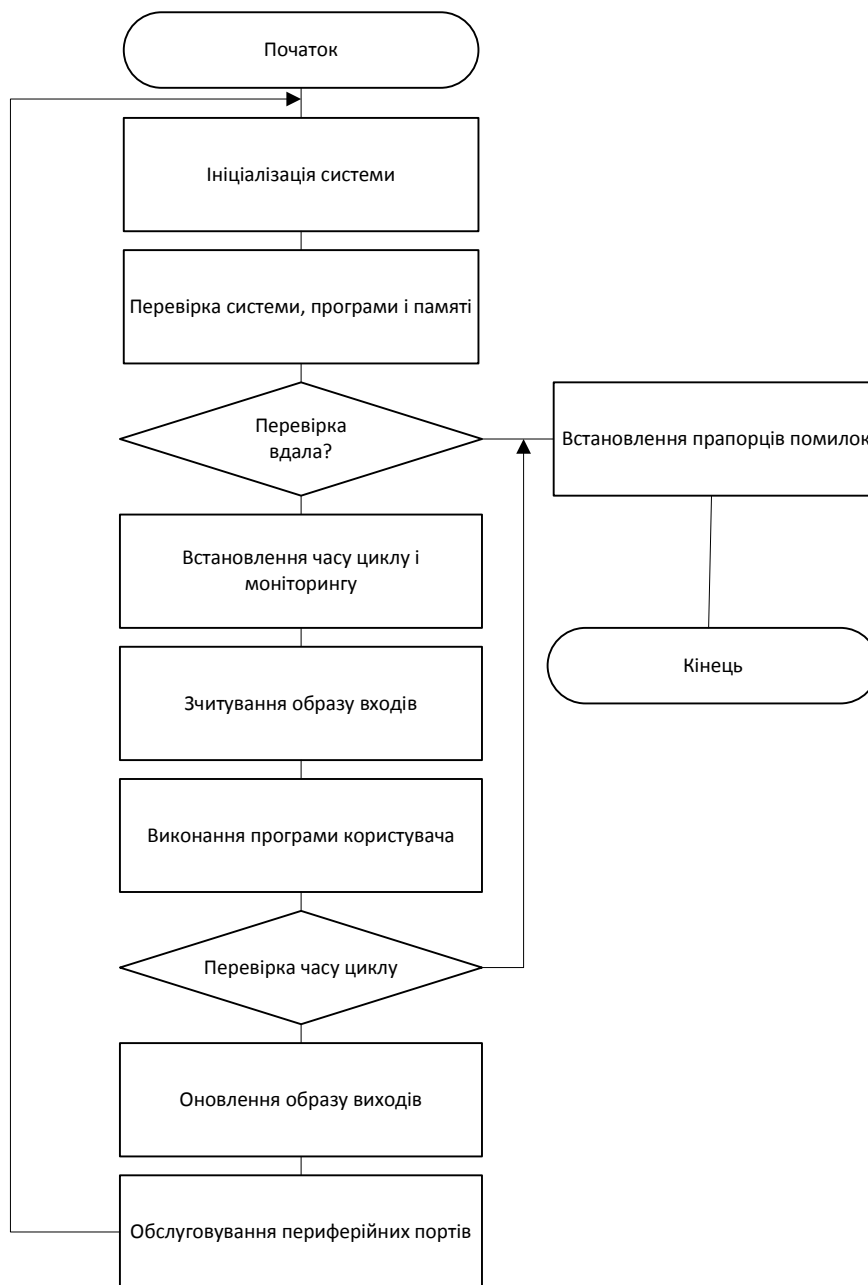 Початок
Ініціалізація системи
Перевірка системи, програми і памяті
Перевірка
вдала?
Встановлення прапорців помилок
Встановлення часу циклу і
моніторингу
Зчитування образу входів
Кінець
Виконання програми користувача
Перевірка часу циклу
Оновлення образу виходів
Обслуговування периферійних портів